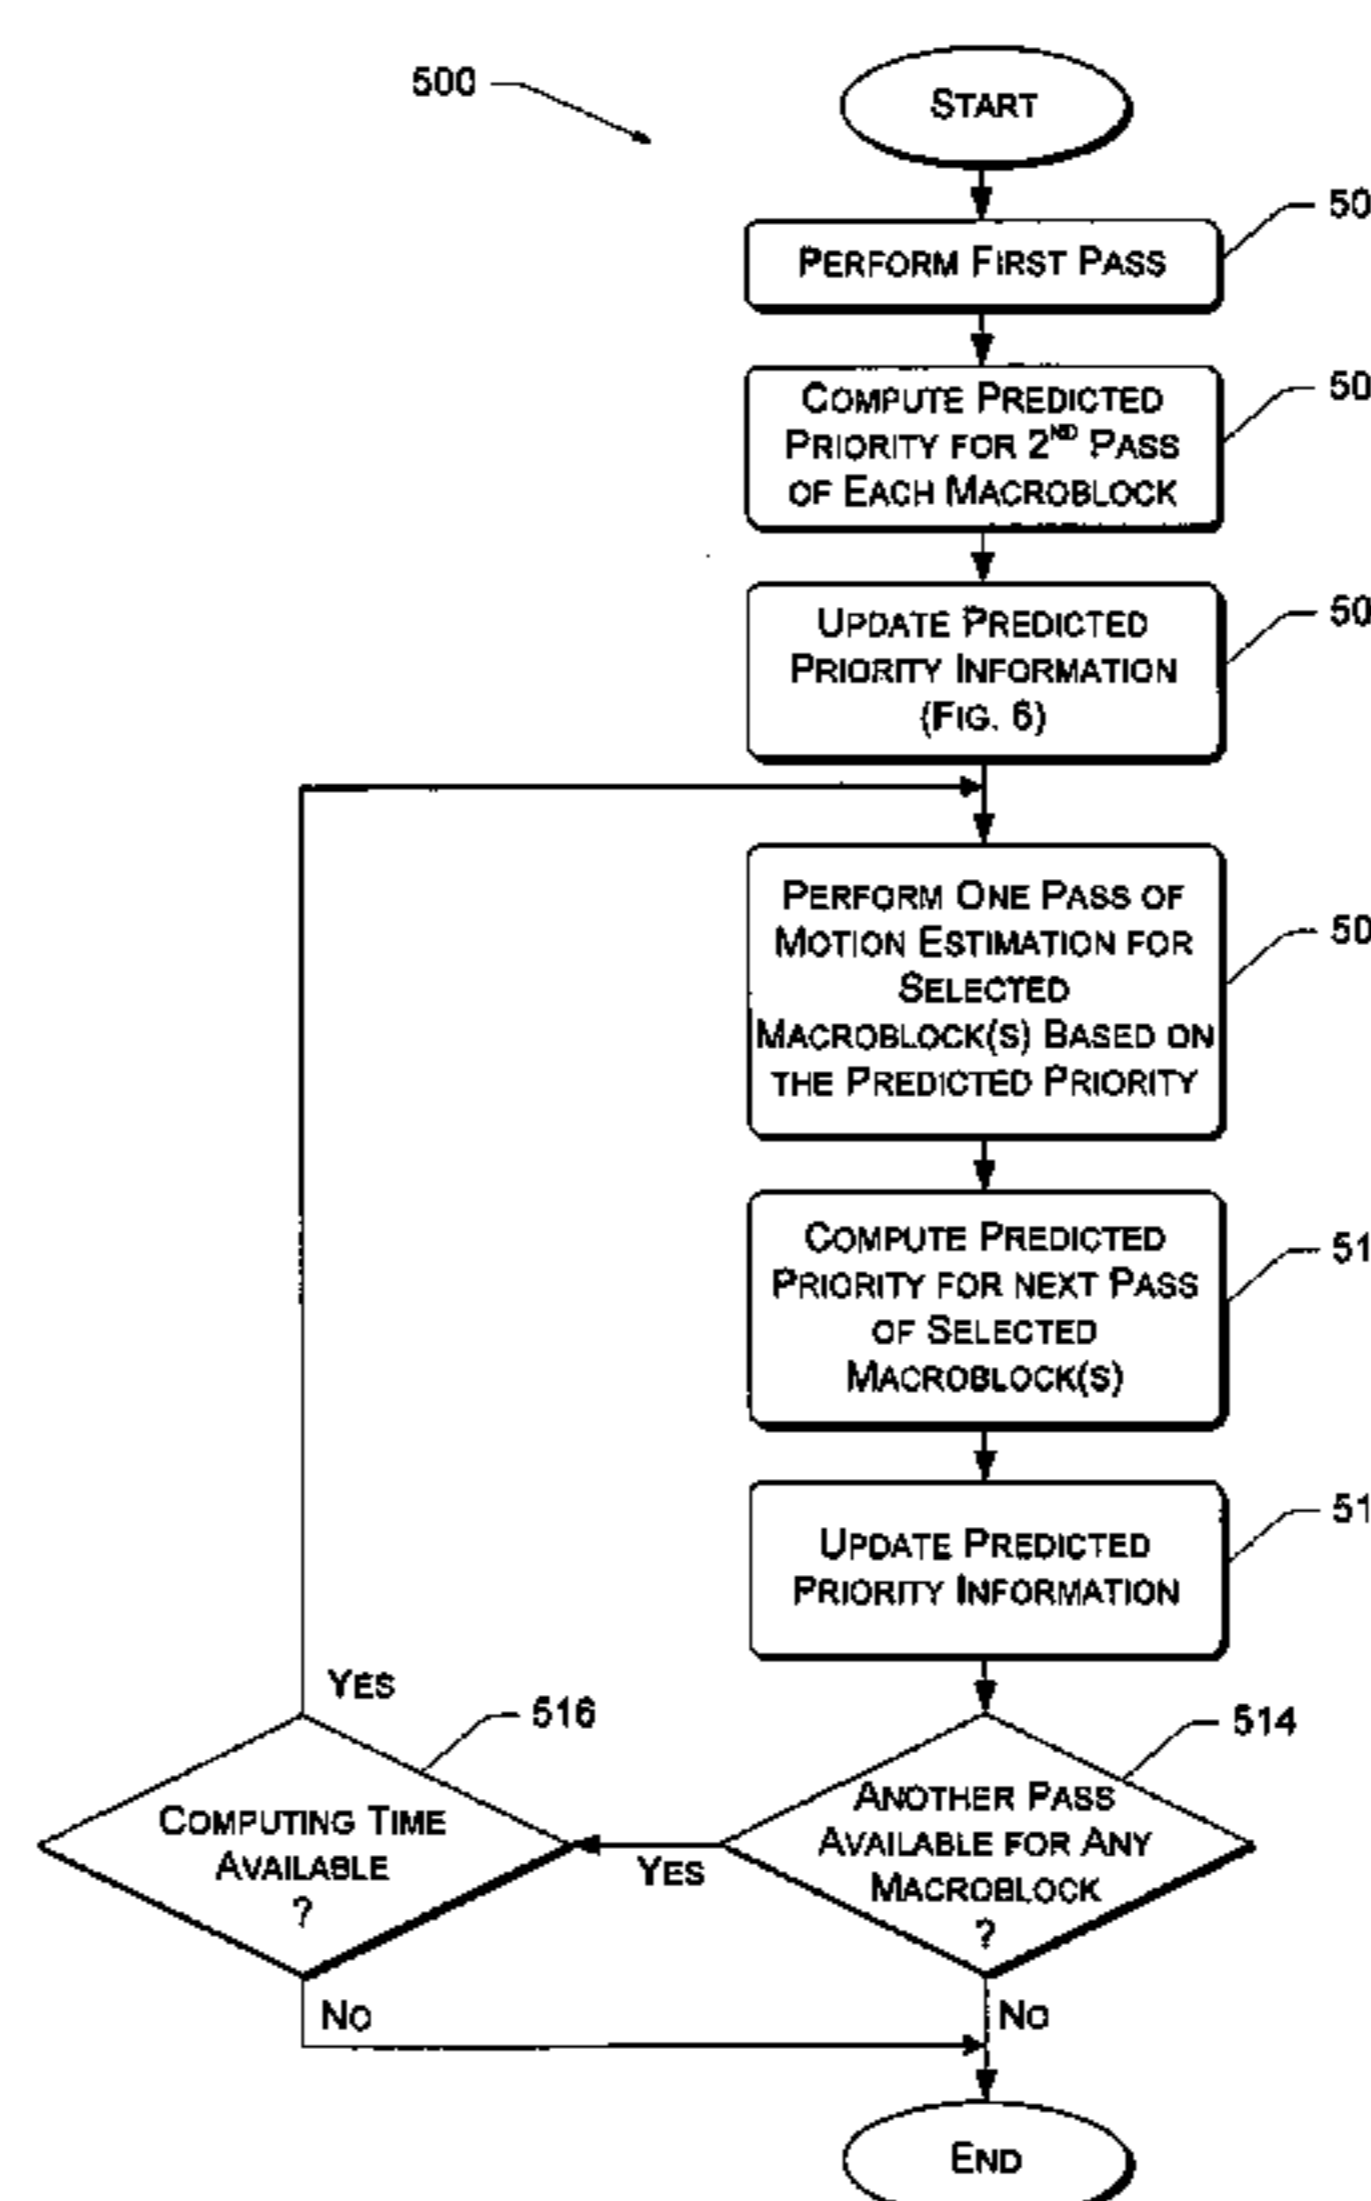 500
START
50
PERFORM FIRST PASS
50
COMPUTE PREDICTED
PRIORITY FOR 2ND PASS
OF EACH MACROBLOCK
50
UPDATE PREDICTED
PRIORITY INFORMATION
(FIG. 6)
50
PERFORM ONE PASS OF
MOTION ESTIMATION FOR
SELECTED
MACROBLOCK(S) BASED ON
THE PREDICTED PRIORITY
51
COMPUTE PREDICTED
PRIORITY FOR NEXT PASS
OF SELECTED
MACROBLOCK(S)
51
UPDATE PREDICTED
PRIORITY INFORMATION
YES
516
COMPUTING TIME
AVAILABLE
?
YES
514
ANOTHER PASS
AVAILABLE FOR ANY
MACROBLOCK
?
NO
NO
END